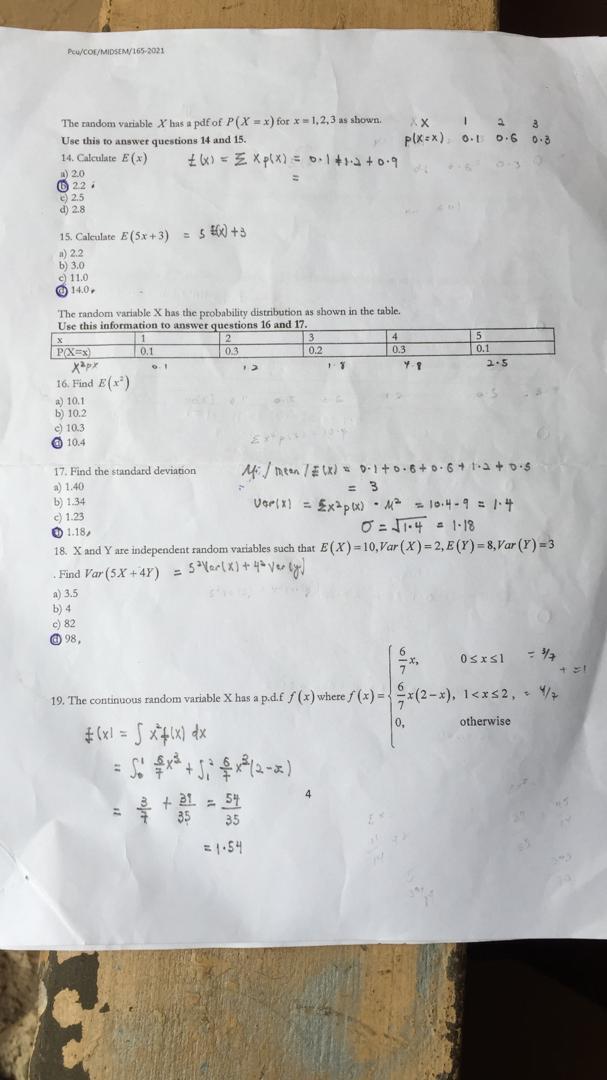 Pcu/COE/MIDSEM/165-2021
The random variable X has a pdf of P(X = x) for x = 1,2,3 as shown.
X 1 2 3
Use this to answer questions 14 and 15.
p(X=x) 0.1 0.6 0.3
14. Calculate E(x) E(x) = Σ Xp(X) = 0.1 + 1.2 + 0.9
=
a) 2.0
b) 2.2
c) 2.5
d) 2.8
15. Calculate E(5x+3) = 5 E(x) + 3
a) 2.2
b) 3.0
c) 11.0
d) 14.0
The random variable X has the probability distribution as shown in the table.
Use this information to answer questions 16 and 17.
x 1 2 3 4 5
P(X=x) 0.1 0.3 0.2 0.3 0.1
X²px 0.1 1.2 1.8 4.8 2.5
16. Find E(x²)
a) 10.1
b) 10.2
c) 10.3
d) 10.4
17. Find the standard deviation M: / mean / E(X) = 0.1 + 0.6 + 0.6 + 1.2 + 0.5
= 3
a) 1.40
b) 1.34 Var(X) = Σx²p(x) - M² = 10.4 - 9 = 1.4
c) 1.23
d) 1.18 σ = √1.4 = 1.18
18. X and Y are independent random variables such that E(X)=10,Var(X)=2,E(Y)=8,Var(Y)=3
. Find Var(5X+4Y) = 5²Var(X) + 4²Var(y)
a) 3.5
b) 4
c) 82
d) 98
6/7 x, 0≤x≤1 = 3/7
+ = 1
19. The continuous random variable X has a p.d.f f(x) where f(x) = 6/7 x(2−x), 1<x≤2, = 4/7
0, otherwise
E(x) = ∫ x²f(x) dx
= ∫₀¹ 6/7 x³ + ∫₁² 6/7 x³(2-x)
= 3/7 + 39/35 = 54/35
4
= 1.54